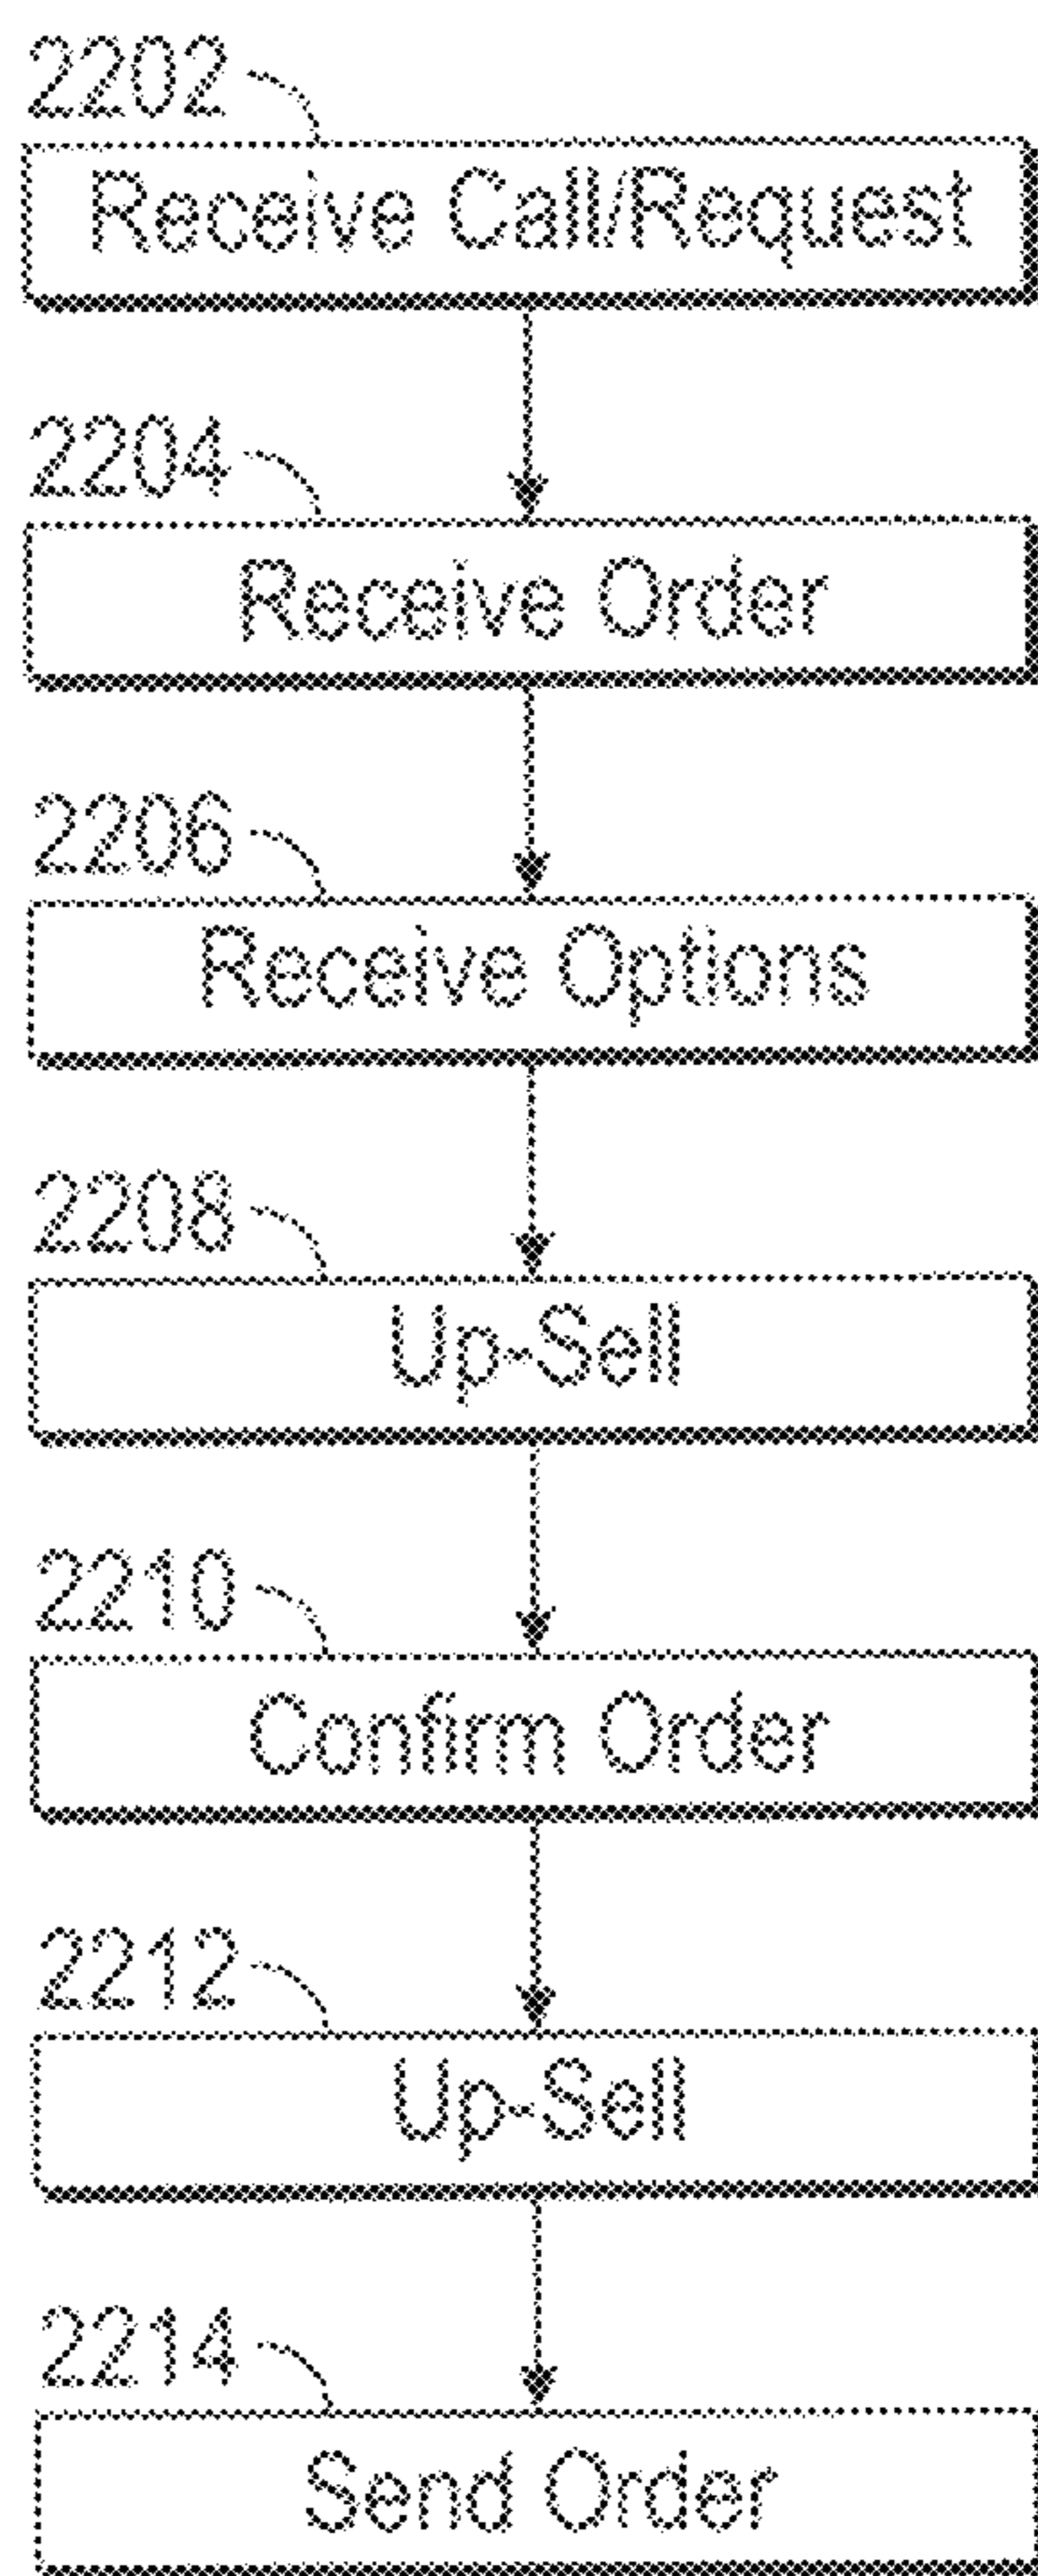 2202
Receive Call/Request
2204
Receive Order
2206
Receive Options
2208
Up-Sell
2210
Confirm Order
2212
Up-Sell
2214
Send Order